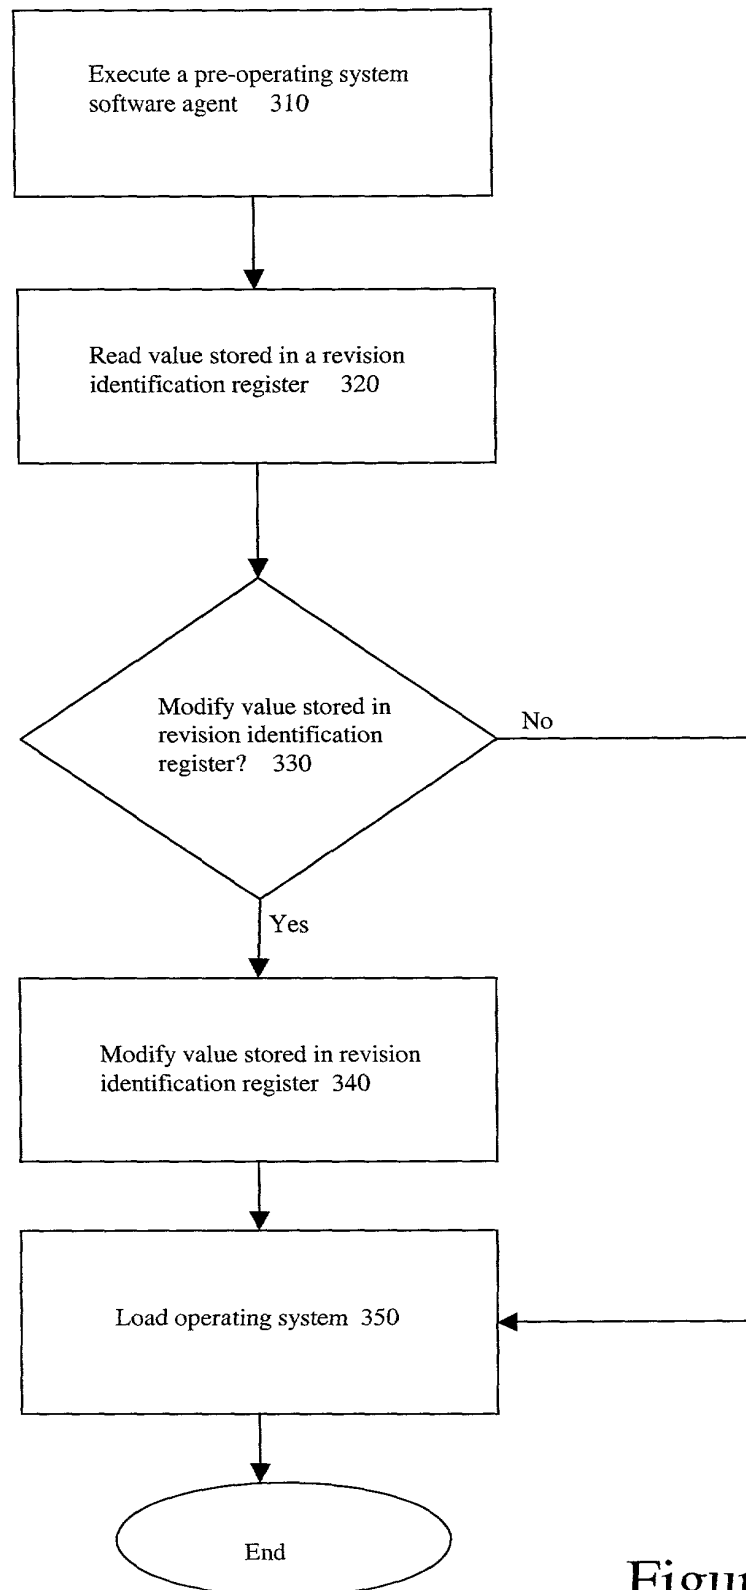 Execute a pre-operating system
software agent 310
Read value stored in a revision
identification register 320
Modify value stored in
revision identification
register? 330
No
Yes
Modify value stored in revision
identification register 340
Load operating system 350
End